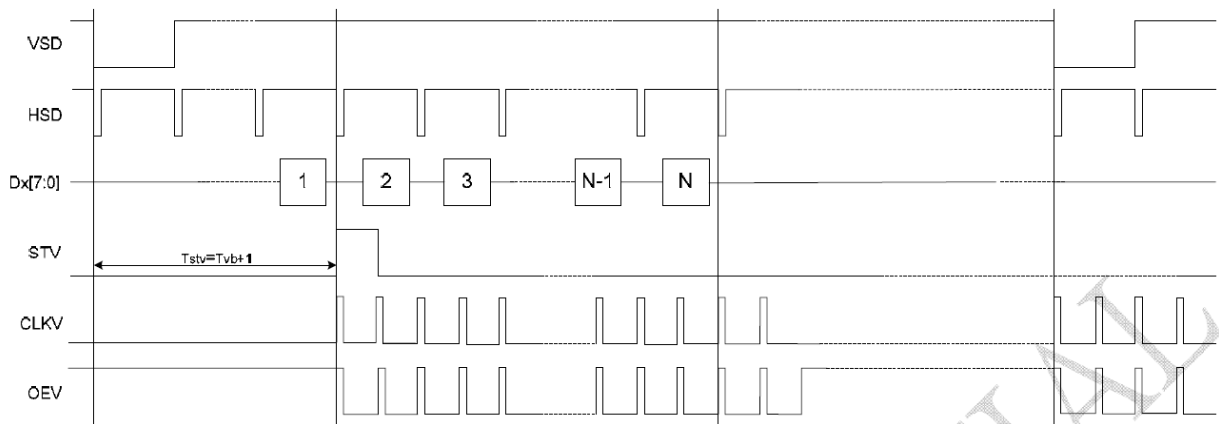 VSD
HSD
Dx[7:0]
1
2
3
N-1
N
STV
Tstv=Tvb+1
CLKV
OEV